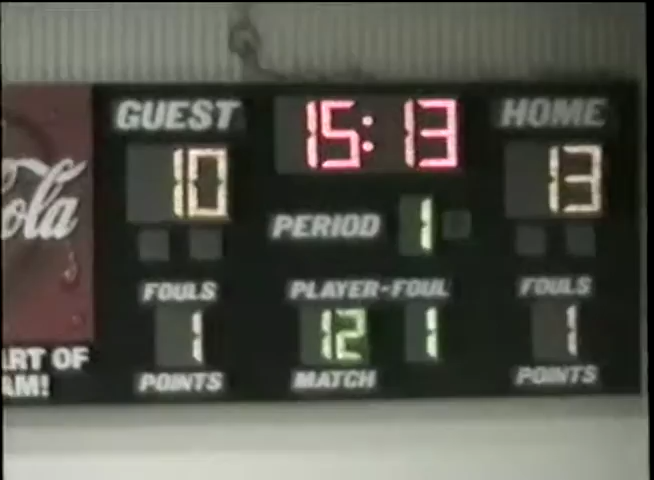 GUEST 15:13 HOME
10 13
PERIOD 1
ola
FOULS PLAYER-FOUL FOULS
1 12 1 1
ART OF
POINTS MATCH POINTS
AM!